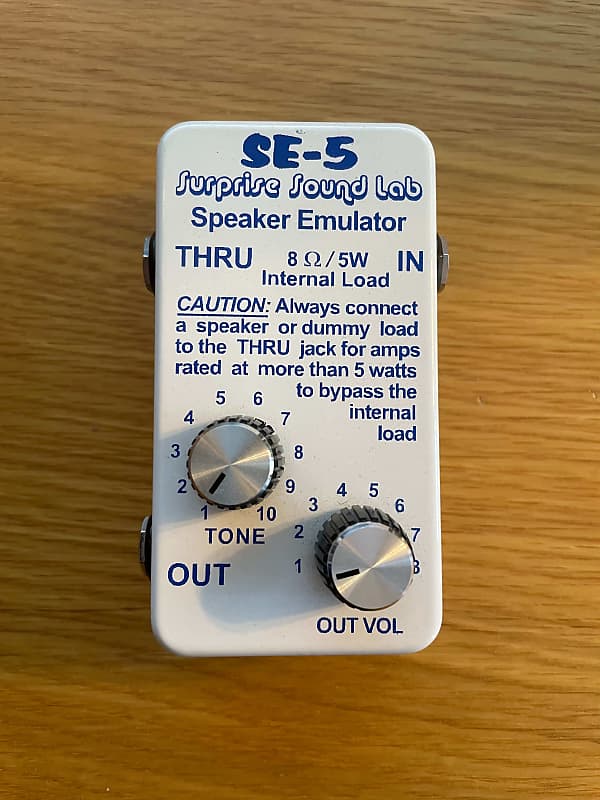 SE-5
Surprise Sound Lab
Speaker Emulator
THRU 8 Ω / 5W IN
Internal Load
CAUTION: Always connect
a speaker or dummy load
to the THRU jack for amps
rated at more than 5 watts
to bypass the
internal
load
1 2 3 4 5 6 7 8 9 10
TONE
1 2 3 4 5 6 7 8
OUT
OUT VOL